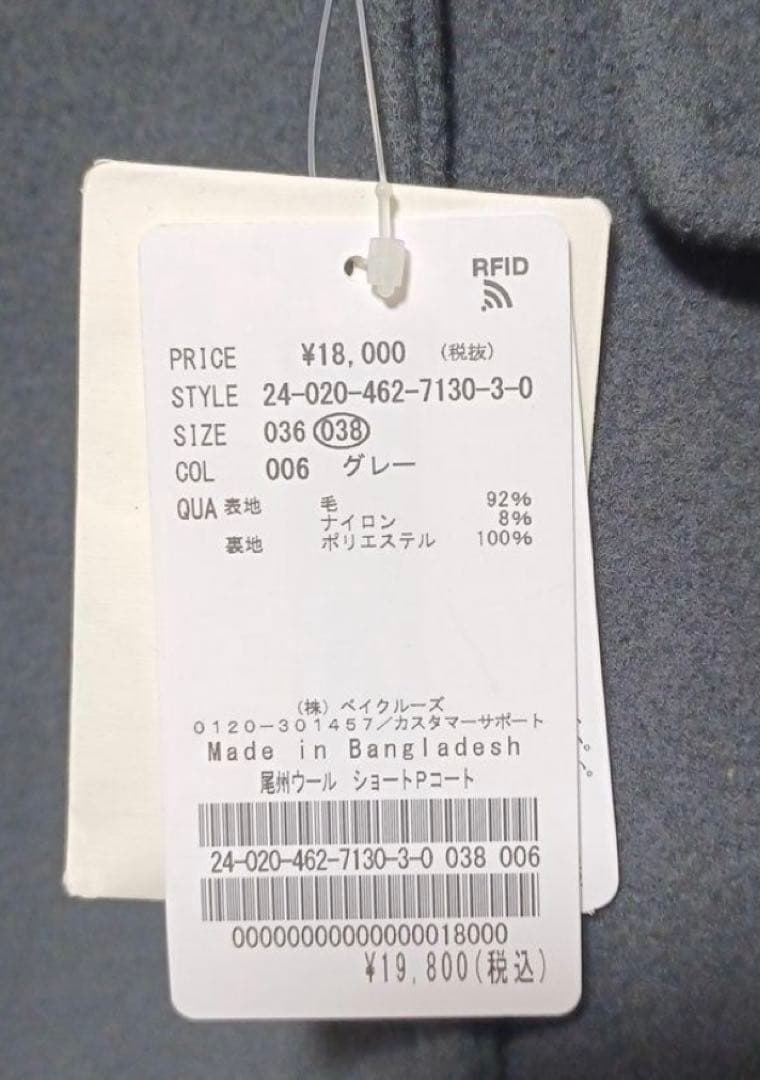 RFID
PRICE ¥18,000 (税抜)
STYLE 24-020-462-7130-3-0
SIZE 036 038
COL 006 グレー
QUA 表地 毛 92%
ナイロン 8%
裏地 ポリエステル 100%
(株) ベイクルーズ
0120-301457/カスタマーサポート
Made in Bangladesh
尾州ウール ショートPコート
24-020-462-7130-3-0 038 006
00000000000000018000
¥19,800(税込)